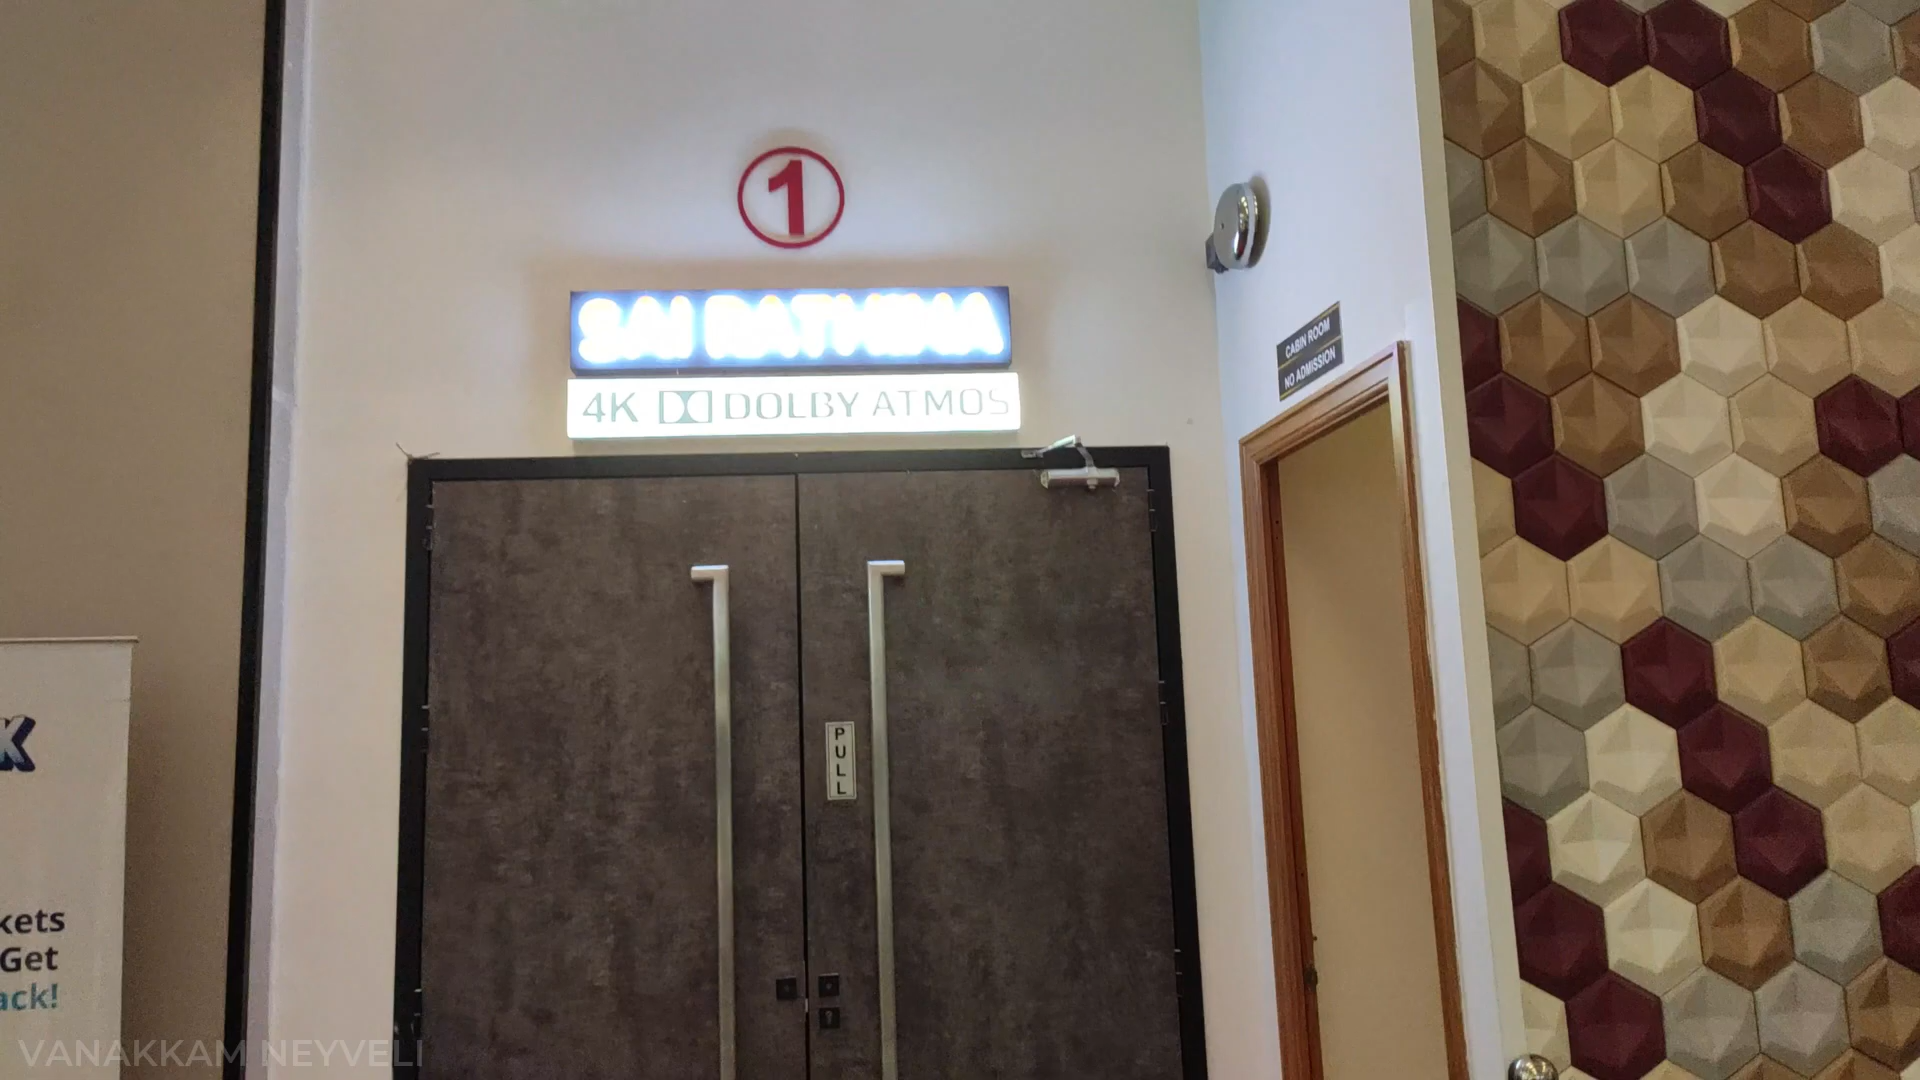 1
SAI RATHNA
4K DOLBY ATMOS
CABIN ROOM
NO ADMISSION
PULL
K
kets
Get
ack!
VANAKKAM NEYVELI